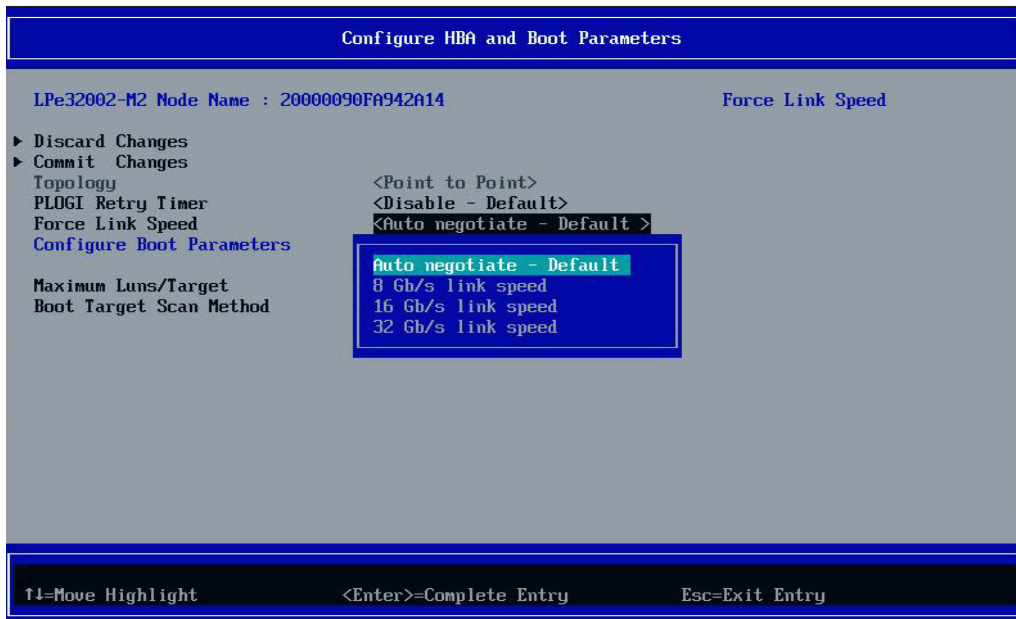 Configure HBA and Boot Parameters
LPe32002-M2 Node Name : 20000090FA942A14 Force Link Speed
▶ Discard Changes
▶ Commit Changes
Topology <Point to Point>
PLOGI Retry Timer <Disable - Default>
Force Link Speed <Auto negotiate - Default >
Configure Boot Parameters
Auto negotiate - Default
Maximum Luns/Target 8 Gb/s link speed
Boot Target Scan Method 16 Gb/s link speed
32 Gb/s link speed
↑↓=Move Highlight <Enter>=Complete Entry Esc=Exit Entry